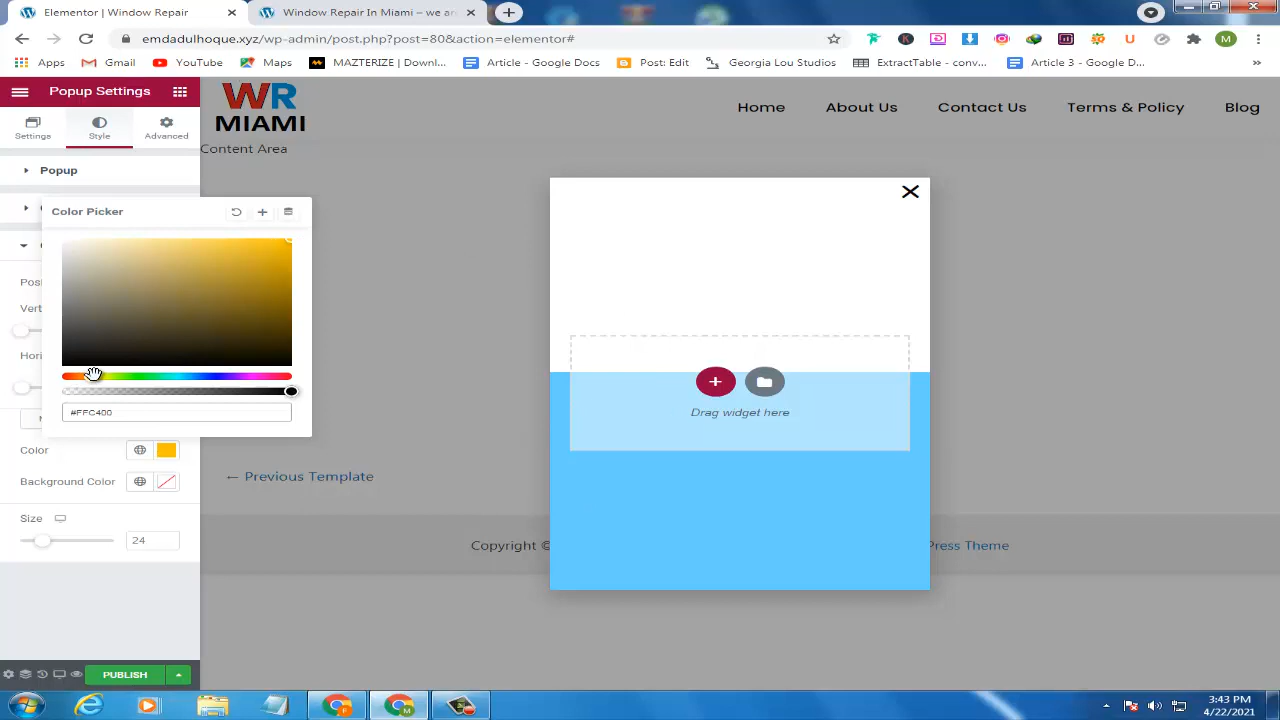 Elementor | Window Repair
Window Repair In Miami – we ar
emdadulhoque.xyz/wp-admin/post.php?post=80&action=elementor#
Apps
Gmail
YouTube
Maps
MAZTERIZE | Downl...
Article - Google Docs
Post Edit
Georgia Lou Studios
ExtractTable - conv...
Article 3 - Google D...
Popup Settings
WR
MIAMI
Home
About Us
Contact Us
Terms & Policy
Blog
Settings
Style
Advanced
Content Area
Popup
Color Picker
Posi
Vert
Hori
#FFC400
Drag widget here
Color
Background Color
← Previous Template
Size
24
Copyright ©
Press Theme
PUBLISH
3:43 PM
4/22/2021